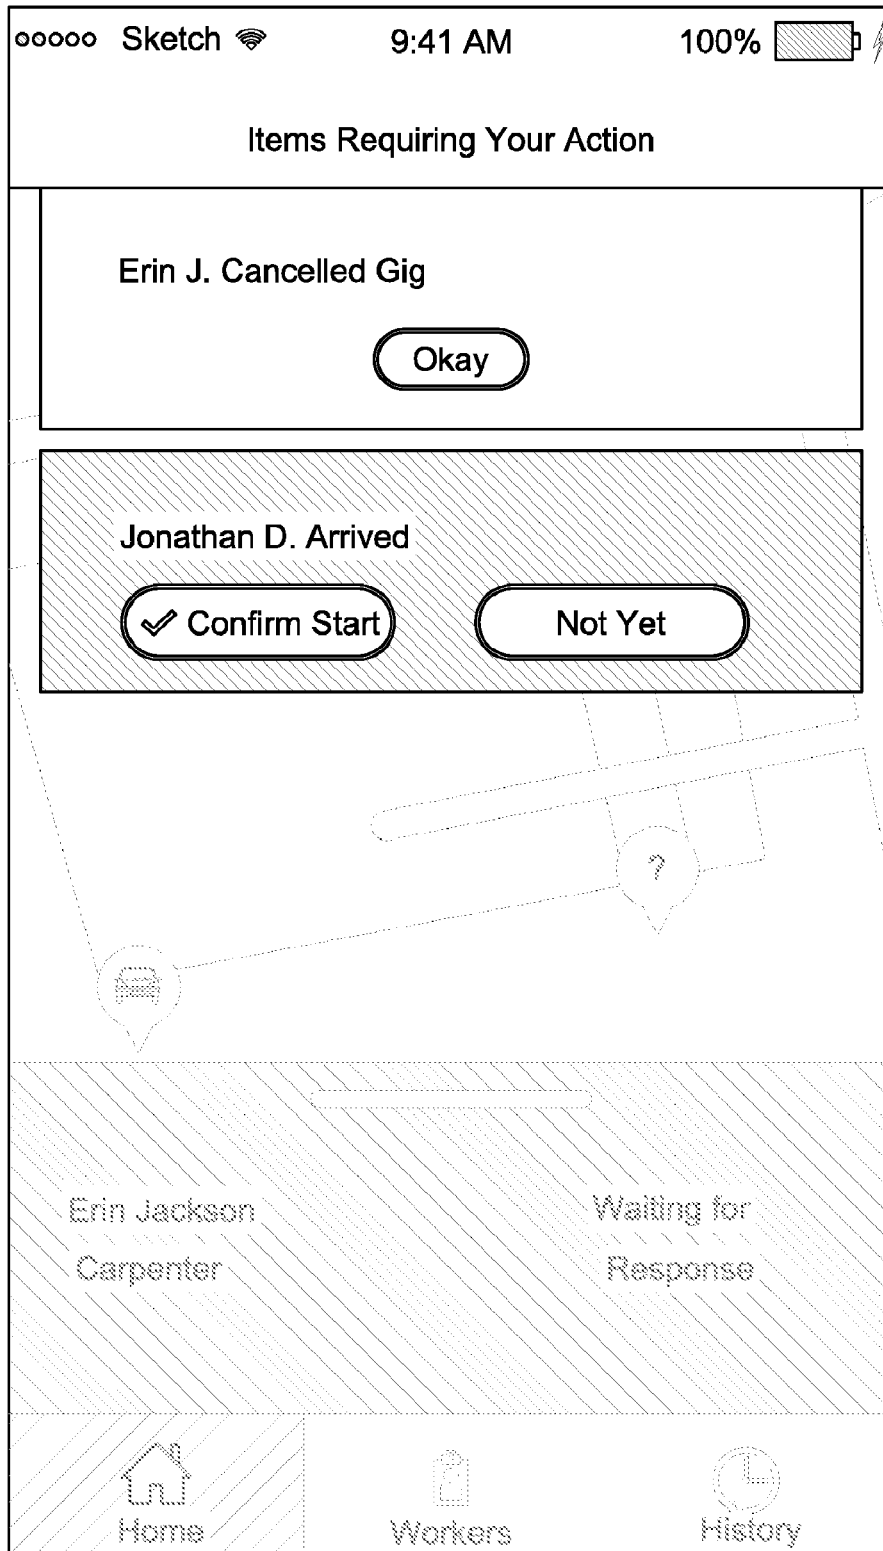 Sketch 9:41 AM 100%
Items Requiring Your Action
Erin J. Cancelled Gig
Okay
Jonathan D. Arrived
Confirm Start Not Yet
?
Erin Jackson Waiting for
Carpenter Response
Home Workers History